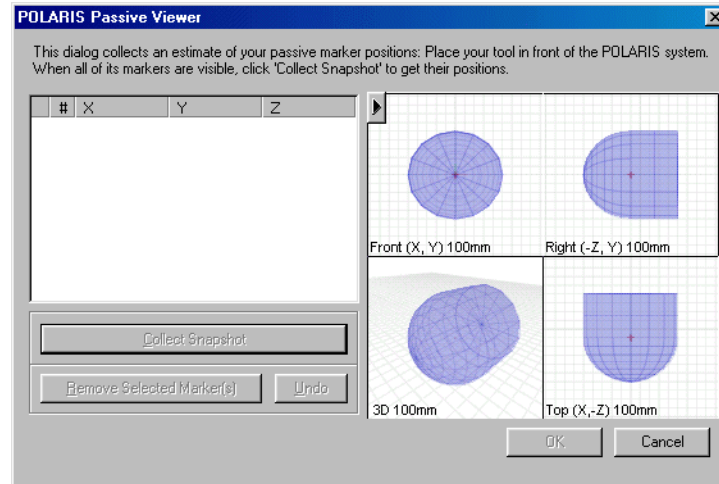 POLARIS Passive Viewer
This dialog collects an estimate of your passive marker positions: Place your tool in front of the POLARIS system.
When all of its markers are visible, click 'Collect Snapshot' to get their positions.
# X Y Z
Front (X, Y) 100mm
Right (-Z, Y) 100mm
Collect Snapshot
Remove Selected Marker(s)
Undo
3D 100mm
Top (X,-Z) 100mm
OK
Cancel